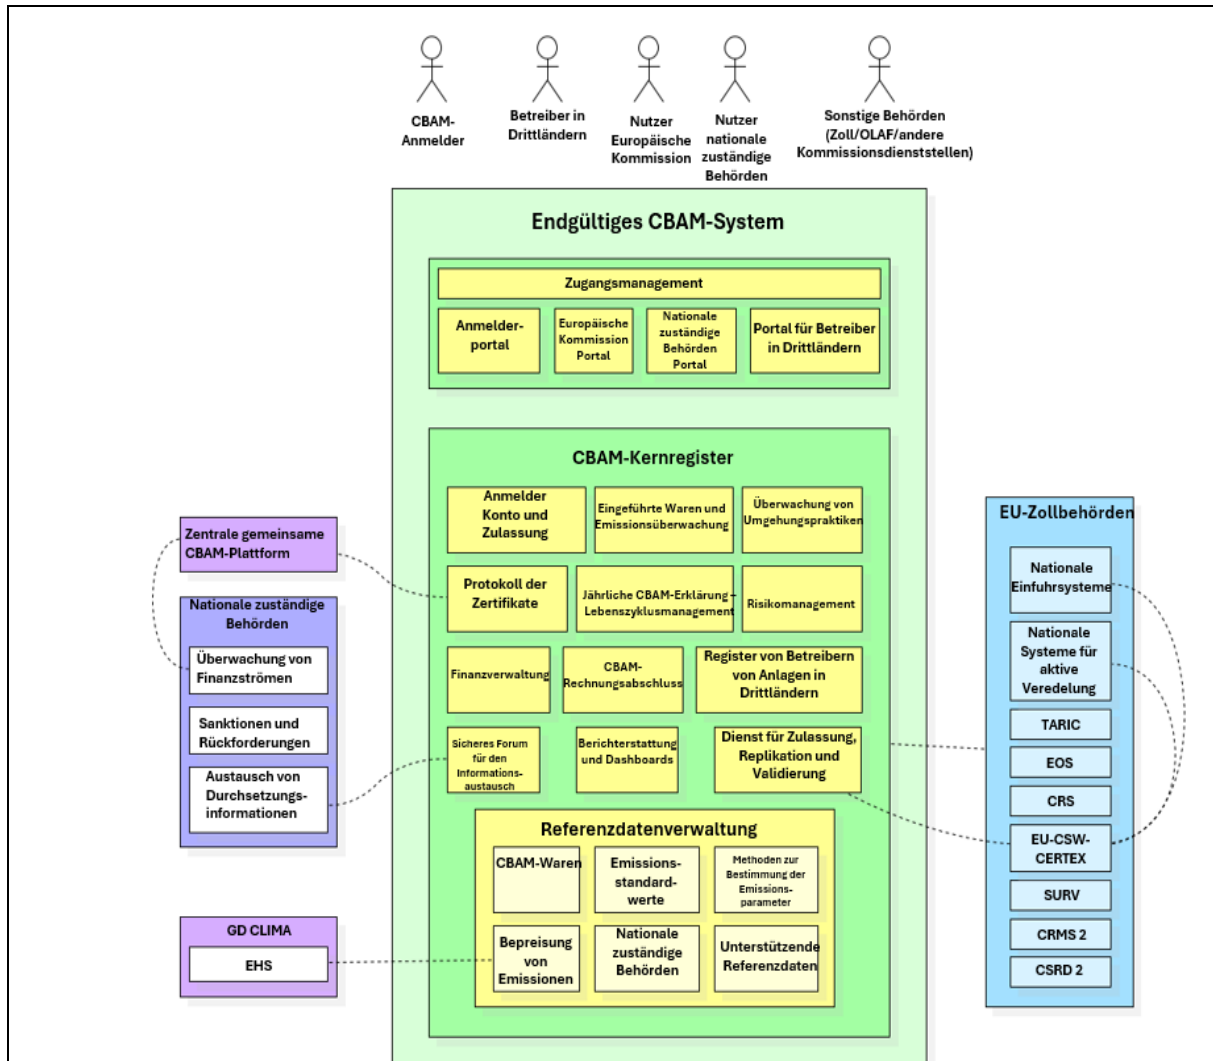 CBAM-
Anmelder
Betreiber in
Drittländern
Nutzer
Europäische
Kommission
Nutzer
nationale
zuständige
Behörden
Sonstige Behörden
(Zoll/OLAF/andere
Kommissionsdienststellen)
Endgültiges CBAM-System
Zugangsmanagement
Anmelder-
portal
Europäische
Kommission
Portal
Nationale
zuständige
Behörden
Portal
Portal für Betreiber
in Drittländern
CBAM-Kernregister
Anmelder
Konto und
Zulassung
Eingeführte Waren und
Emissionsüberwachung
Überwachung von
Umgehungspraktiken
Protokoll der
Zertifikate
Jährliche CBAM-Erklärung –
Lebenszyklusmanagement
Risikomanagement
Finanzverwaltung
CBAM-
Rechnungsabschluss
Register von Betreibern
von Anlagen in
Drittländern
Sicheres Forum
für den
Informations-
austausch
Berichterstattung
und Dashboards
Dienst für Zulassung,
Replikation und
Validierung
Referenzdatenverwaltung
CBAM-Waren
Emissions-
standard-
werte
Methoden zur
Bestimmung der
Emissions-
parameter
Bepreisung
von
Emissionen
Nationale
zuständige
Behörden
Unterstützende
Referenzdaten
Zentrale gemeinsame
CBAM-Plattform
Nationale zuständige
Behörden
Überwachung von
Finanzströmen
Sanktionen und
Rückforderungen
Austausch von
Durchsetzungs-
informationen
GD CLIMA
EHS
EU-Zollbehörden
Nationale
Einfuhrsysteme
Nationale
Systeme für
aktive
Veredelung
TARIC
EOS
CRS
EU-CSW-
CERTEX
SURV
CRMS 2
CSRD 2